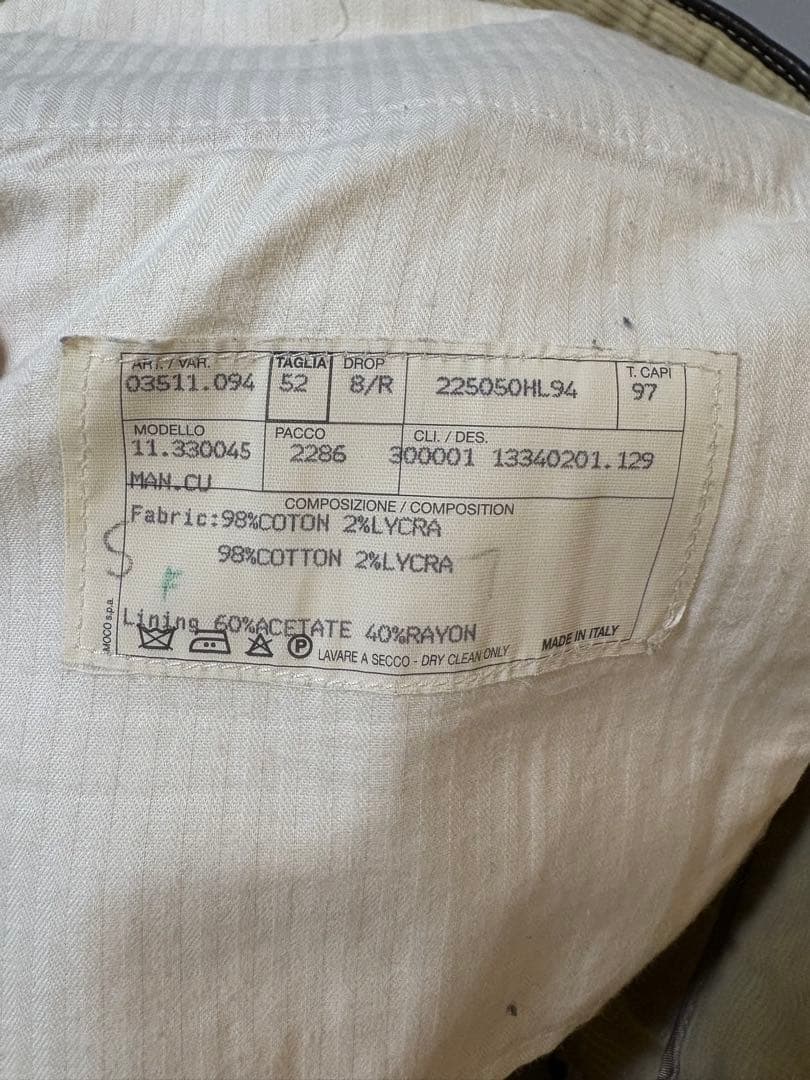 ART. / VAR. TAGLIA DROP T. CAPI
03511.094 52 8/R 225050HL94 97
MODELLO PACCO CLI. / DES.
11.330045 2286 300001 13340201.129
MAN.CU
COMPOSIZIONE / COMPOSITION
Fabric:98%COTON 2%LYCRA
98%COTTON 2%LYCRA
Lining 60%ACETATE 40%RAYON
P LAVARE A SECCO - DRY CLEAN ONLY MADE IN ITALY
MOCO s.p.a.
S
F